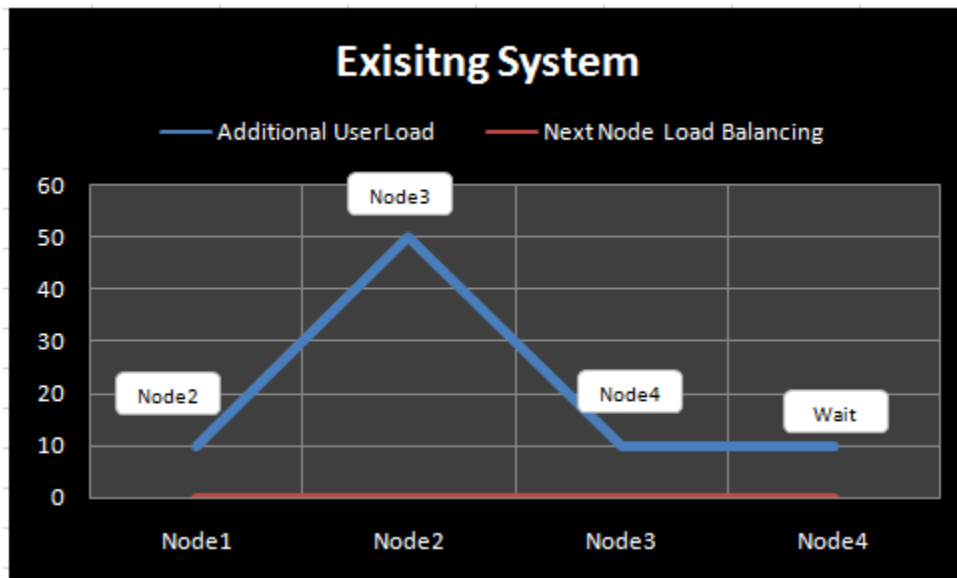 Exisitng System
Additional UserLoad
Next Node Load Balancing
60
Node3
50
40
30
20
Node2
Node4
Wait
10
0
Node1
Node2
Node3
Node4